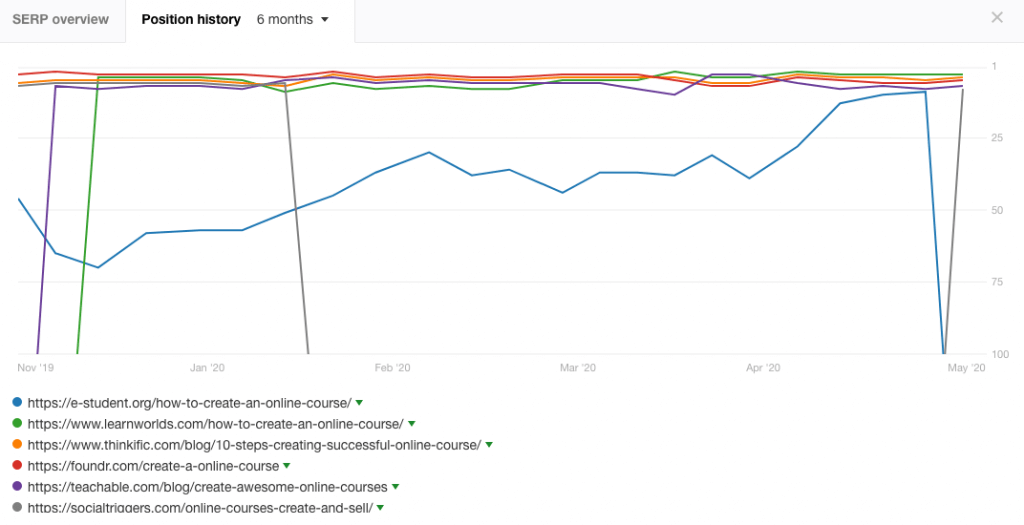 SERP overview Position history 6 months
1
25
50
75
100
Nov '19 Jan '20 Feb '20 Mar '20 Apr '20 May '20
https://e-student.org/how-to-create-an-online-course/
https://www.learnworlds.com/how-to-create-an-online-course/
https://www.thinkific.com/blog/10-steps-creating-successful-online-course/
https://foundr.com/create-a-online-course
https://teachable.com/blog/create-awesome-online-courses
https://socialtriggers.com/online-courses-create-and-sell/